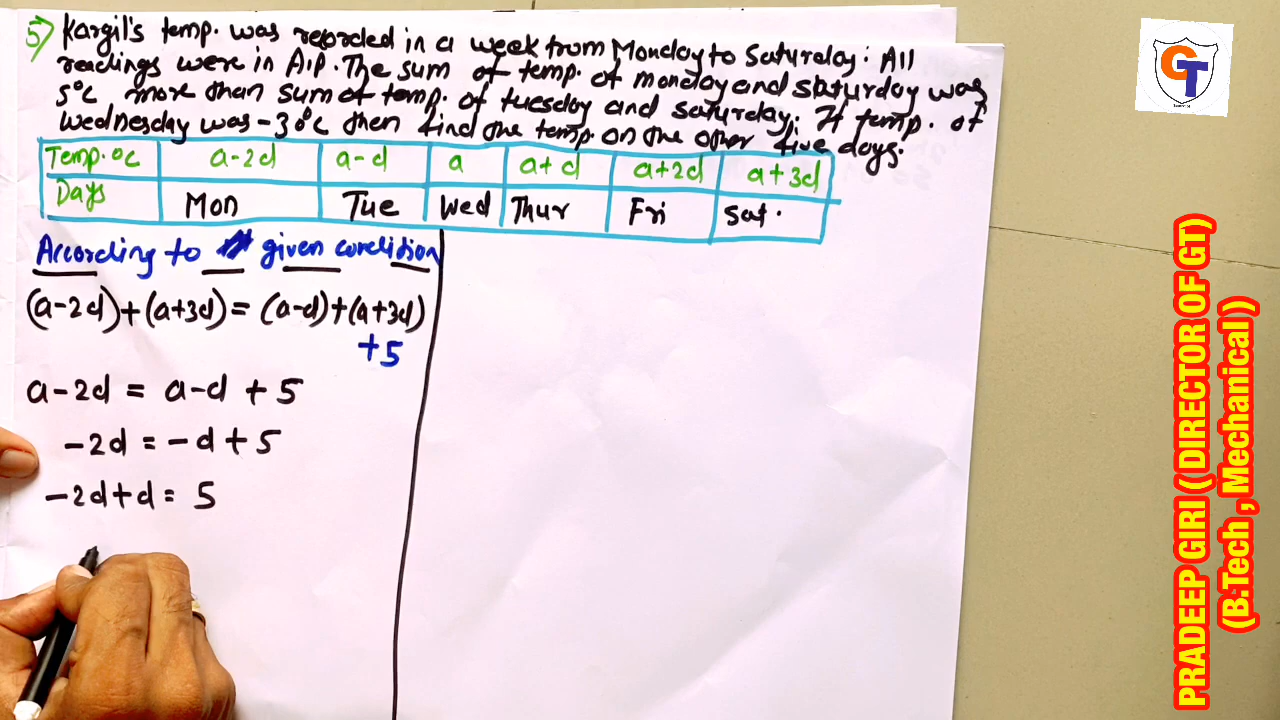 5) Kargil's temp. was recorded in a week from Monday to Saturday. All
readings were in A.P. The sum of temp. of monday and saturday was
5°C more than sum of temp. of tuesday and saturday. If temp. of
Wednesday was -30°C then find the temp. on the other five days.
Temp. °C a-2d a-d a a+d a+2d a+3d
Days Mon Tue Wed Thur Fri Sat.
According to given condition
(a-2d)+(a+3d) = (a-d)+(a+3d)
+5
a-2d = a-d+5
-2d = -d+5
-2d+d = 5
GT
PRADEEP GIRI (( DIRECTOR OF GT)
(B.Tech , Mechanical ))